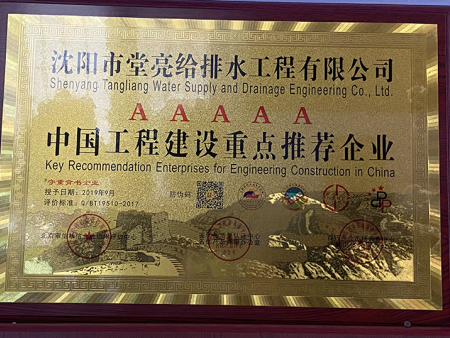 沈阳市堂亮给排水工程有限公司
Shenyang Tangliang Water Supply and Drainage Engineering Co., Ltd.
AAAAA
中国工程建设重点推荐企业
Key Recommendation Enterprises for Engineering Construction in China
授予日期：2019年9月
防伪码
评价标准：Q/BT19510-2017